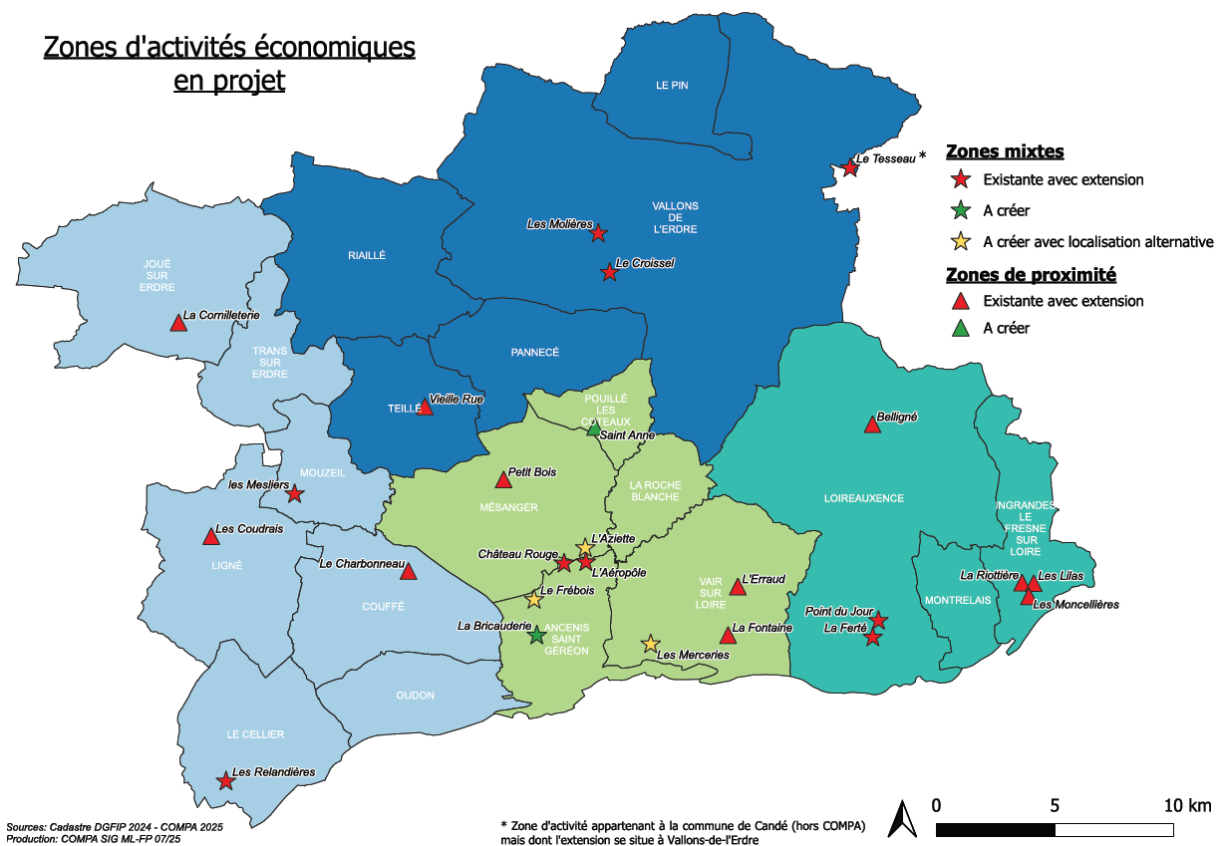 Zones d'activités économiques
en projet
LE PIN
Le Tesseau *
Zones mixtes
Existante avec extension
A créer
A créer avec localisation alternative
Zones de proximité
Existante avec extension
A créer
VALLONS
DE
L'ERDRE
Les Molières
Le Croissel
RIAILLÉ
JOUÉ
SUR
ERDRE
La Cornilleterie
TRANS
SUR
ERDRE
PANNECÉ
TEILLÉ
Vieille Rue
POUILLÉ
LES
COTEAUX
Saint Anne
Belligné
MOUZEIL
les Mesliers
Petit Bois
MÉSANGER
LA ROCHE
BLANCHE
LOIREAUXENCE
INGRANDES
LE
FRESNE
SUR
LOIRE
Les Coudrais
LIGNÉ
Le Charbonneau
COUFFÉ
L'Aziette
Château Rouge
L'Aéropôle
Le Frébois
La Bricauderie
ANCENIS
SAINT
GÉRÉON
VAIR
SUR
LOIRE
L'Erraud
La Fontaine
Les Merceries
Point du Jour
La Ferté
MONTRELAIS
La Riottière
Les Lilas
Les Moncellières
OUDON
LE CELLIER
Les Relandières
0 5 10 km
Sources: Cadastre DGFIP 2024 - COMPA 2025
Production: COMPA SIG ML-FP 07/25
* Zone d'activité appartenant à la commune de Candé (hors COMPA)
mais dont l'extension se situe à Vallons-de-l'Erdre